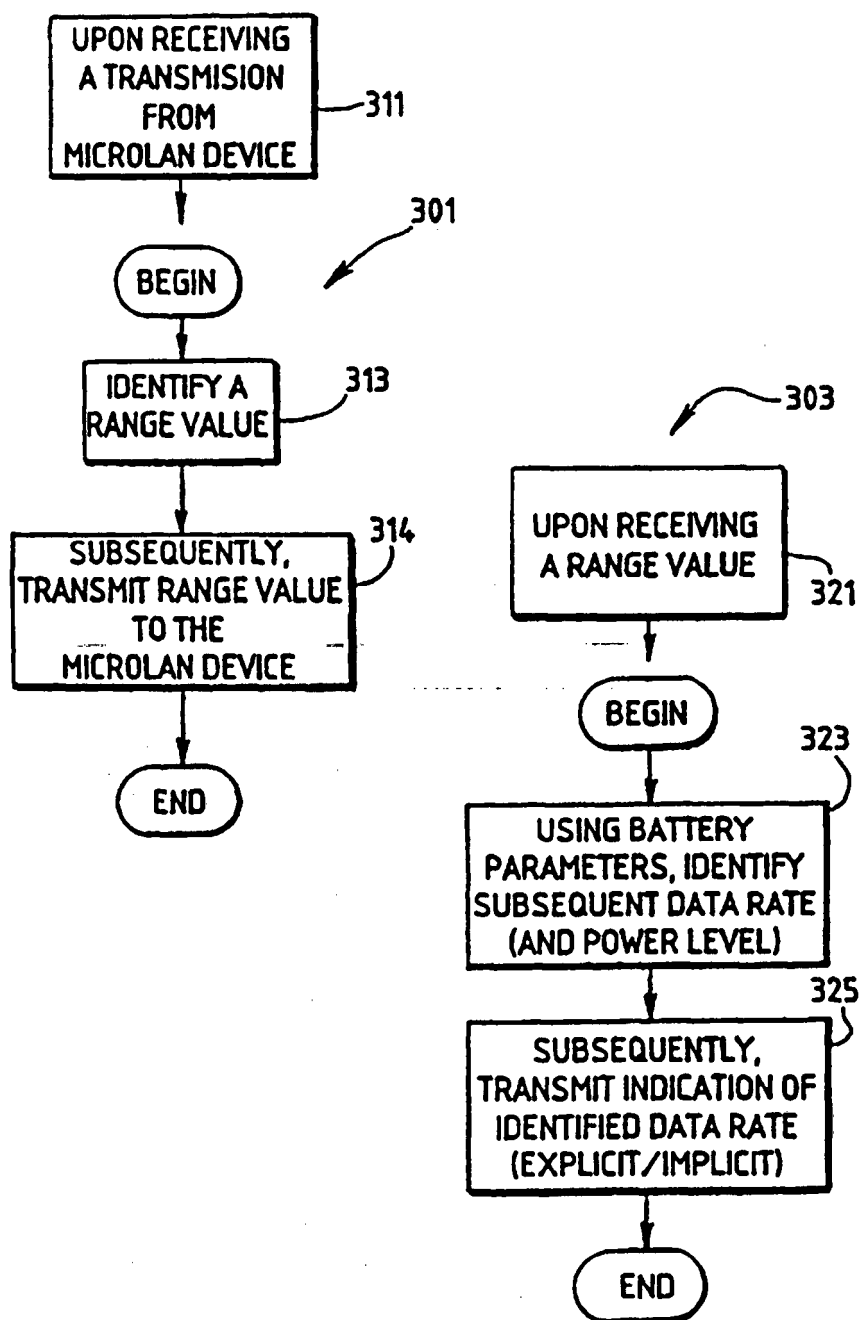 UPON RECEIVING
A TRANSMISION
FROM
MICROLAN DEVICE
311
301
BEGIN
IDENTIFY A
RANGE VALUE
313
SUBSEQUENTLY,
TRANSMIT RANGE VALUE
TO THE
MICROLAN DEVICE
314
END
303
UPON RECEIVING
A RANGE VALUE
321
BEGIN
323
USING BATTERY
PARAMETERS, IDENTIFY
SUBSEQUENT DATA RATE
(AND POWER LEVEL)
325
SUBSEQUENTLY,
TRANSMIT INDICATION OF
IDENTIFIED DATA RATE
(EXPLICIT/IMPLICIT)
END